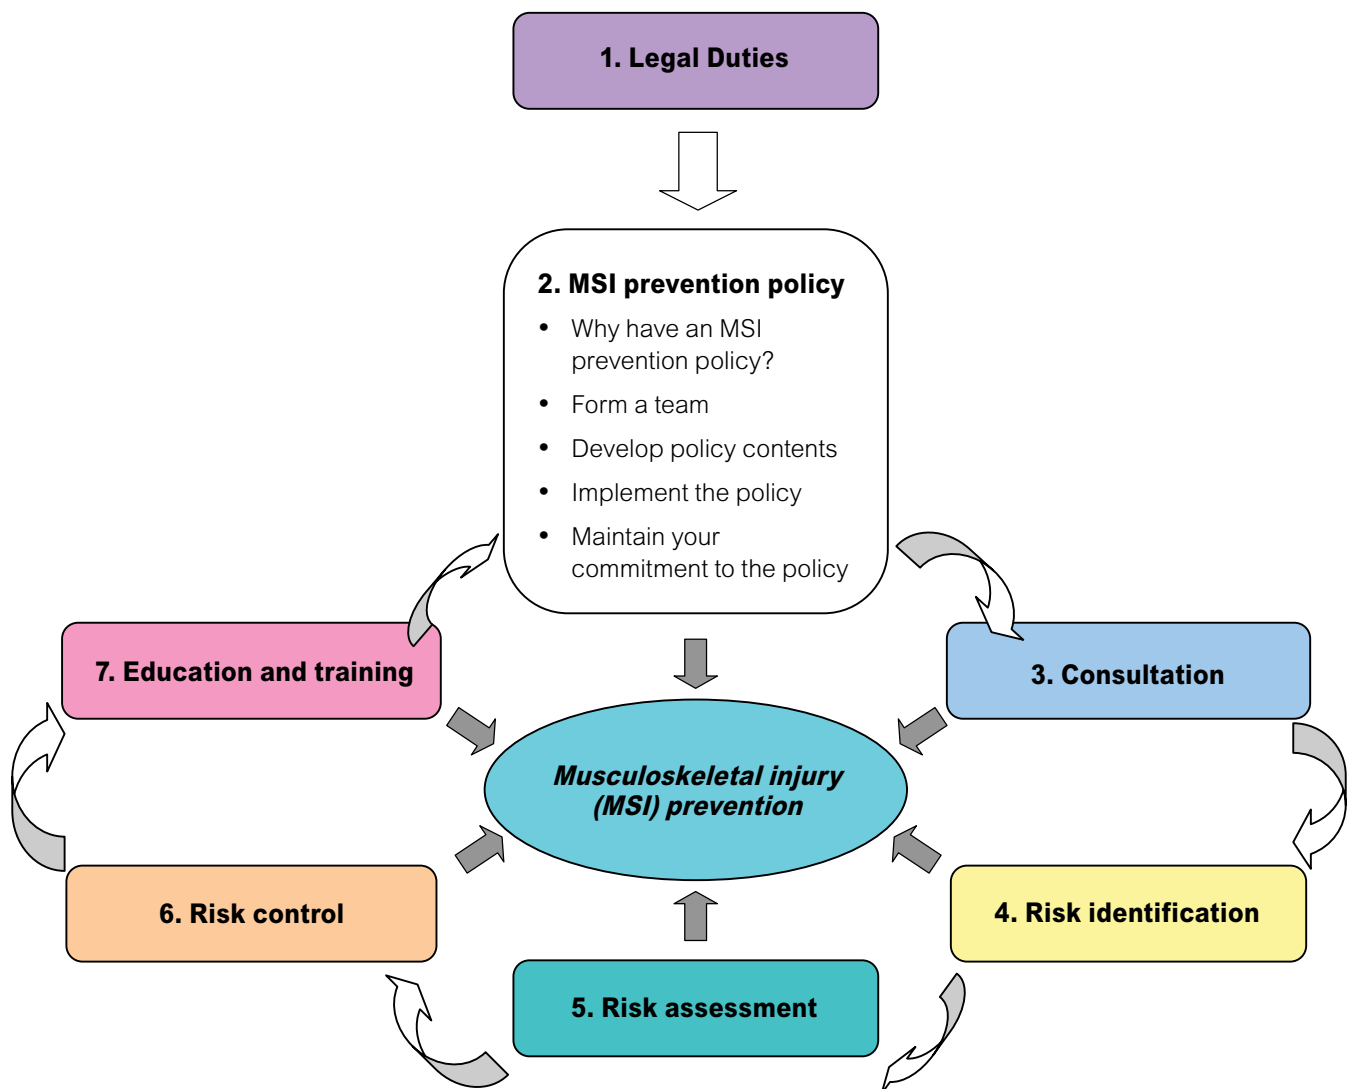 1. Legal Duties
2. MSI prevention policy
• Why have an MSI
prevention policy?
• Form a team
• Develop policy contents
• Implement the policy
• Maintain your
commitment to the policy
7. Education and training
3. Consultation
Musculoskeletal injury
(MSI) prevention
6. Risk control
4. Risk identification
5. Risk assessment